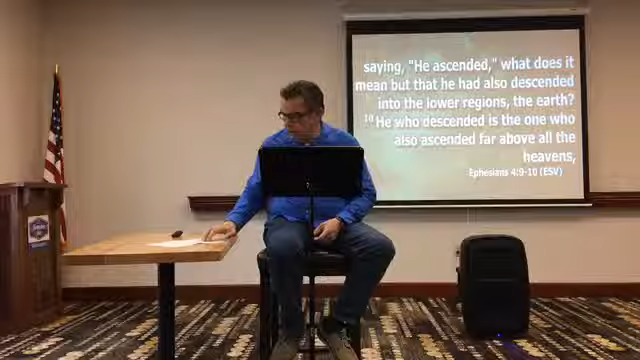 saying, "He ascended," what does it
mean but that he had also descended
into the lower regions, the earth?
10 He who descended is the one who
also ascended far above all the
heavens,
Ephesians 4:9-10 (ESV)